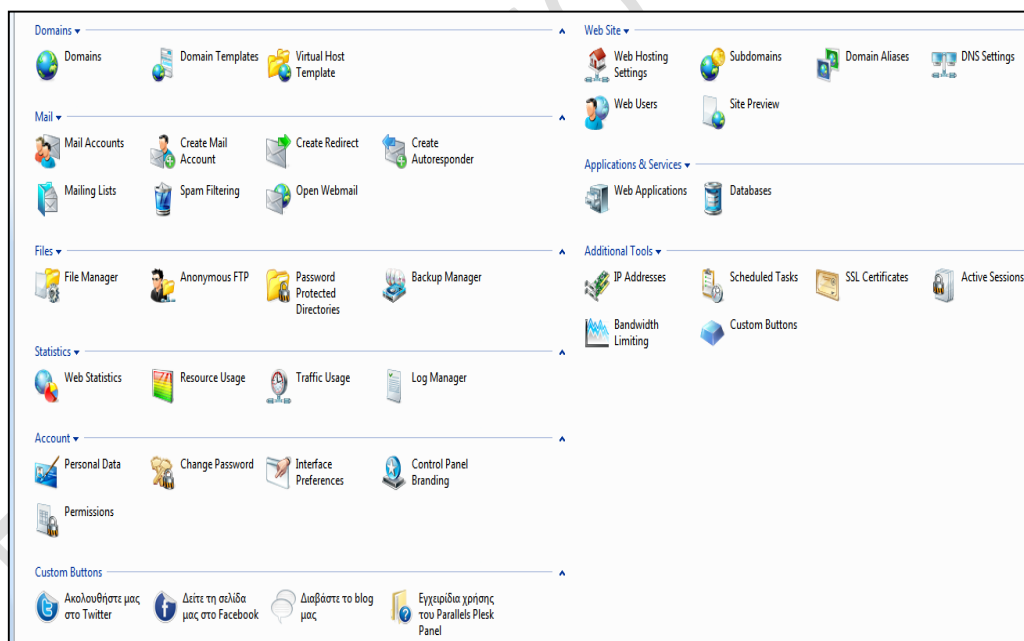 Domains
Domains
Domain Templates
Virtual Host
Template
Mail
Mail Accounts
Create Mail
Account
Create Redirect
Create
Autoresponder
Mailing Lists
Spam Filtering
Open Webmail
Files
File Manager
Anonymous FTP
Password
Protected
Directories
Backup Manager
Statistics
Web Statistics
Resource Usage
Traffic Usage
Log Manager
Account
Personal Data
Change Password
Interface
Preferences
Control Panel
Branding
Permissions
Custom Buttons
Ακολουθήστε μας
στο Twitter
Δείτε τη σελίδα
μας στο Facebook
Διαβάστε το blog
μας
Εγχειρίδια χρήσης
του Parallels Plesk
Panel
Web Site
Web Hosting
Settings
Subdomains
Domain Aliases
DNS Settings
Web Users
Site Preview
Applications & Services
Web Applications
Databases
Additional Tools
IP Addresses
Scheduled Tasks
SSL Certificates
Active Sessions
Bandwidth
Limiting
Custom Buttons